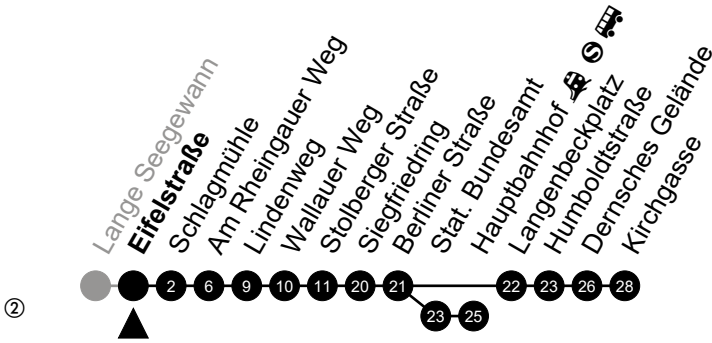 Lange Seegewann
Eifelstraße
Schlagmühle
Am Rheingauer Weg
Lindenweg
Wallauer Weg
Stolberger Straße
Siegfriedring
Berliner Straße
Stat. Bundesamt
Hauptbahnhof S
Langenbeckplatz
Humboldtstraße
Dernsches Gelände
Kirchgasse
2 6 9 10 11 20 21 22 23 26 28
② 23 25